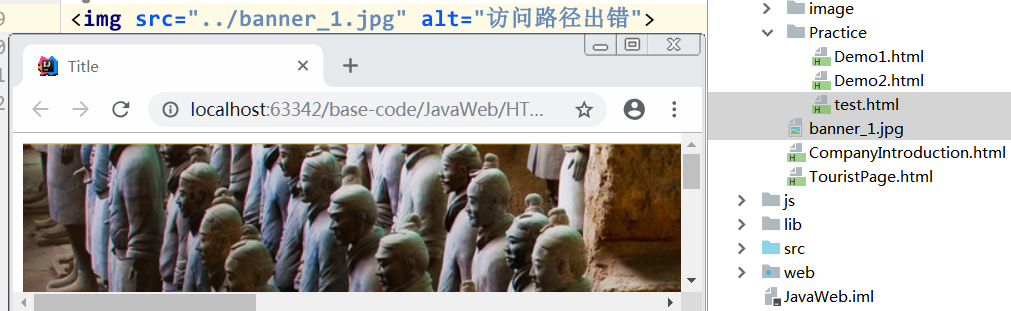 <img src="../banner_1.jpg" alt="访问路径出错">
Title
localhost:63342/base-code/JavaWeb/HT...
image
Practice
Demo1.html
Demo2.html
test.html
banner_1.jpg
CompanyIntroduction.html
TouristPage.html
js
lib
src
web
JavaWeb.iml